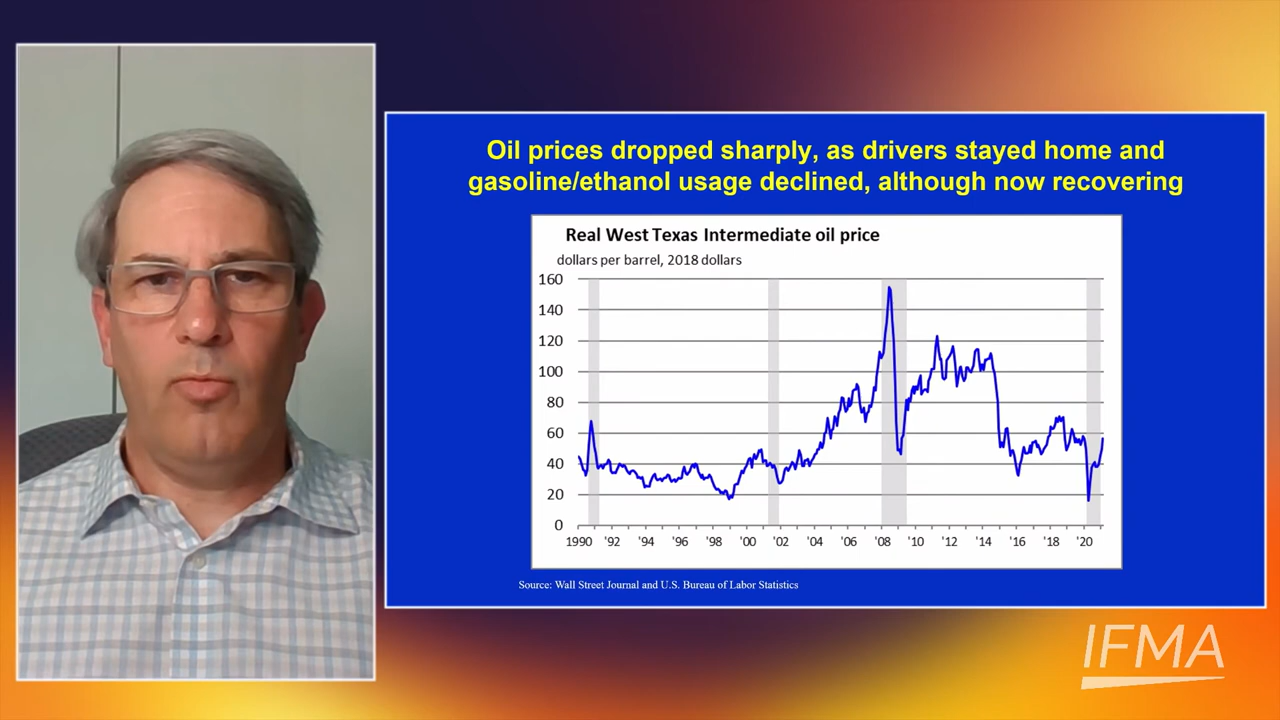 Oil prices dropped sharply, as drivers stayed home and
gasoline/ethanol usage declined, although now recovering
Real West Texas Intermediate oil price
dollars per barrel, 2018 dollars
160
140
120
100
80
60
40
20
0
1990 '92 '94 '96 '98 '00 '02 '04 '06 '08 '10 '12 '14 '16 '18 '20
Source: Wall Street Journal and U.S. Bureau of Labor Statistics
IFMA